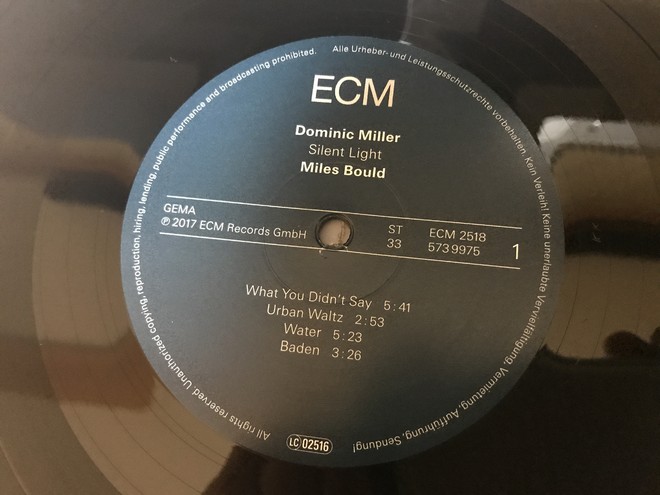 ECM
Dominic Miller
Silent Light
Miles Bould
GEMA
℗ 2017 ECM Records GmbH
ST
33
ECM 2518
573 9975
1
What You Didn't Say 5:41
Urban Waltz 2:53
Water 5:23
Baden 3:26
LC 02516
All rights reserved. Unauthorized copying, reproduction, hiring, lending, public performance and broadcasting prohibited.
Alle Urheber- und Leistungsschutzrechte vorbehalten. Kein Verleih! Keine unerlaubte Vervielfältigung, Vermietung, Aufführung, Sendung!